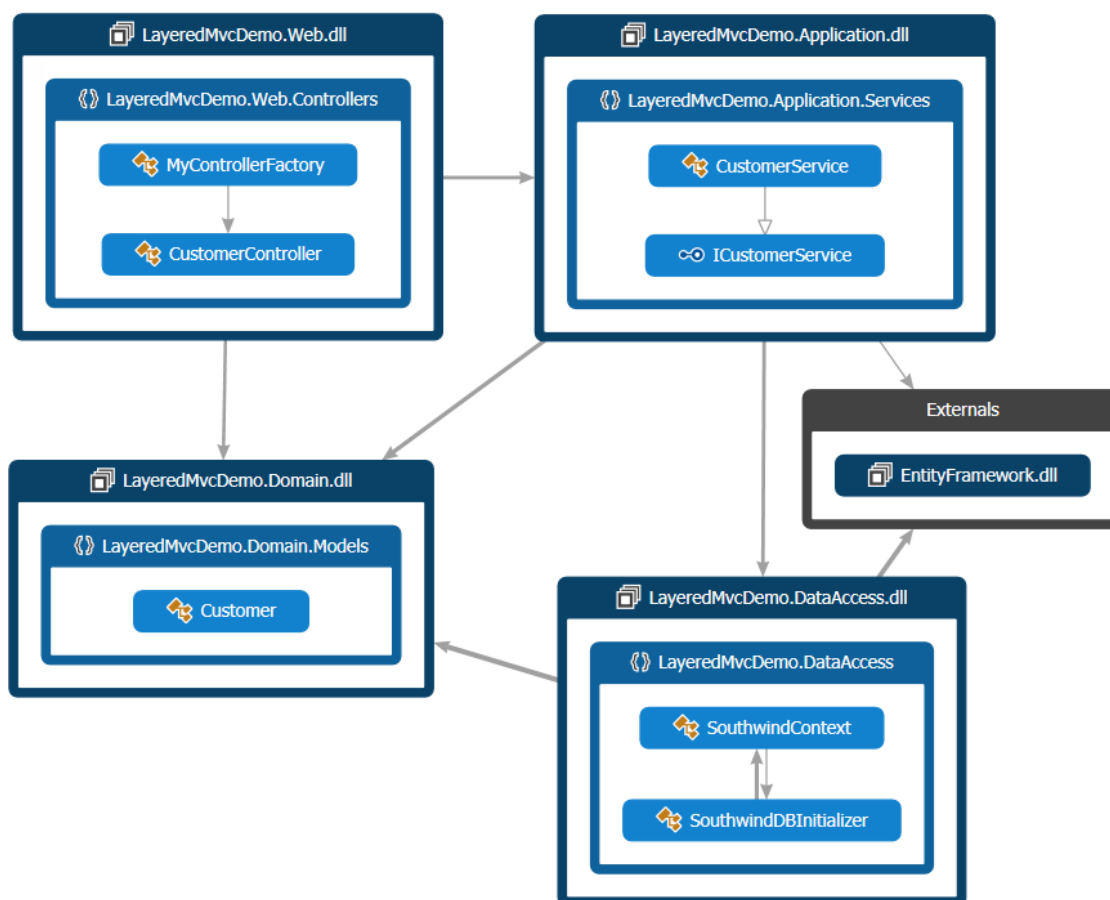 LayeredMvcDemo.Web.dll
LayeredMvcDemo.Web.Controllers
MyControllerFactory
CustomerController
LayeredMvcDemo.Application.dll
LayeredMvcDemo.Application.Services
CustomerService
ICustomerService
Externals
EntityFramework.dll
LayeredMvcDemo.Domain.dll
LayeredMvcDemo.Domain.Models
Customer
LayeredMvcDemo.DataAccess.dll
LayeredMvcDemo.DataAccess
SouthwindContext
SouthwindDBInitializer